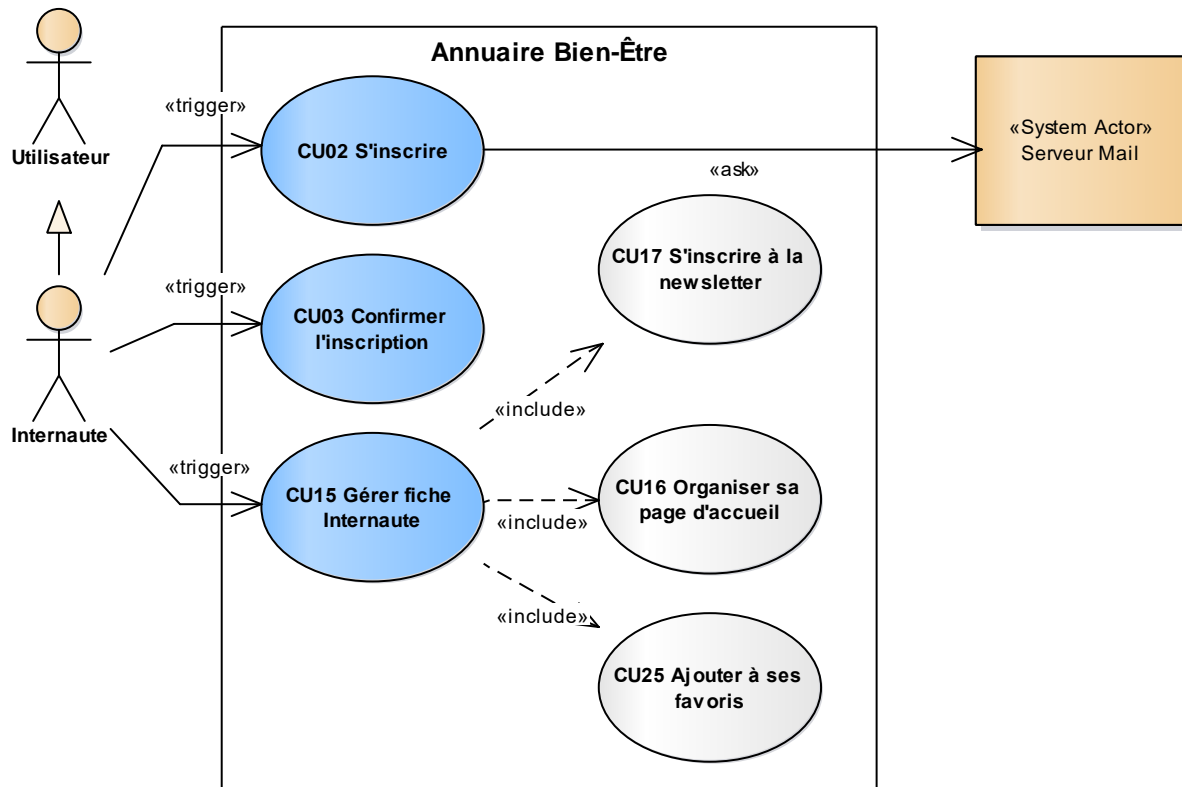 Annuaire Bien-Être
Utilisateur
«trigger»
CU02 S'inscrire
«ask»
«System Actor»
Serveur Mail
CU17 S'inscrire à la
newsletter
Internaute
«trigger»
CU03 Confirmer
l'inscription
«trigger»
CU15 Gérer fiche
Internaute
«include»
«include»
CU16 Organiser sa
page d'accueil
«include»
CU25 Ajouter à ses
favoris